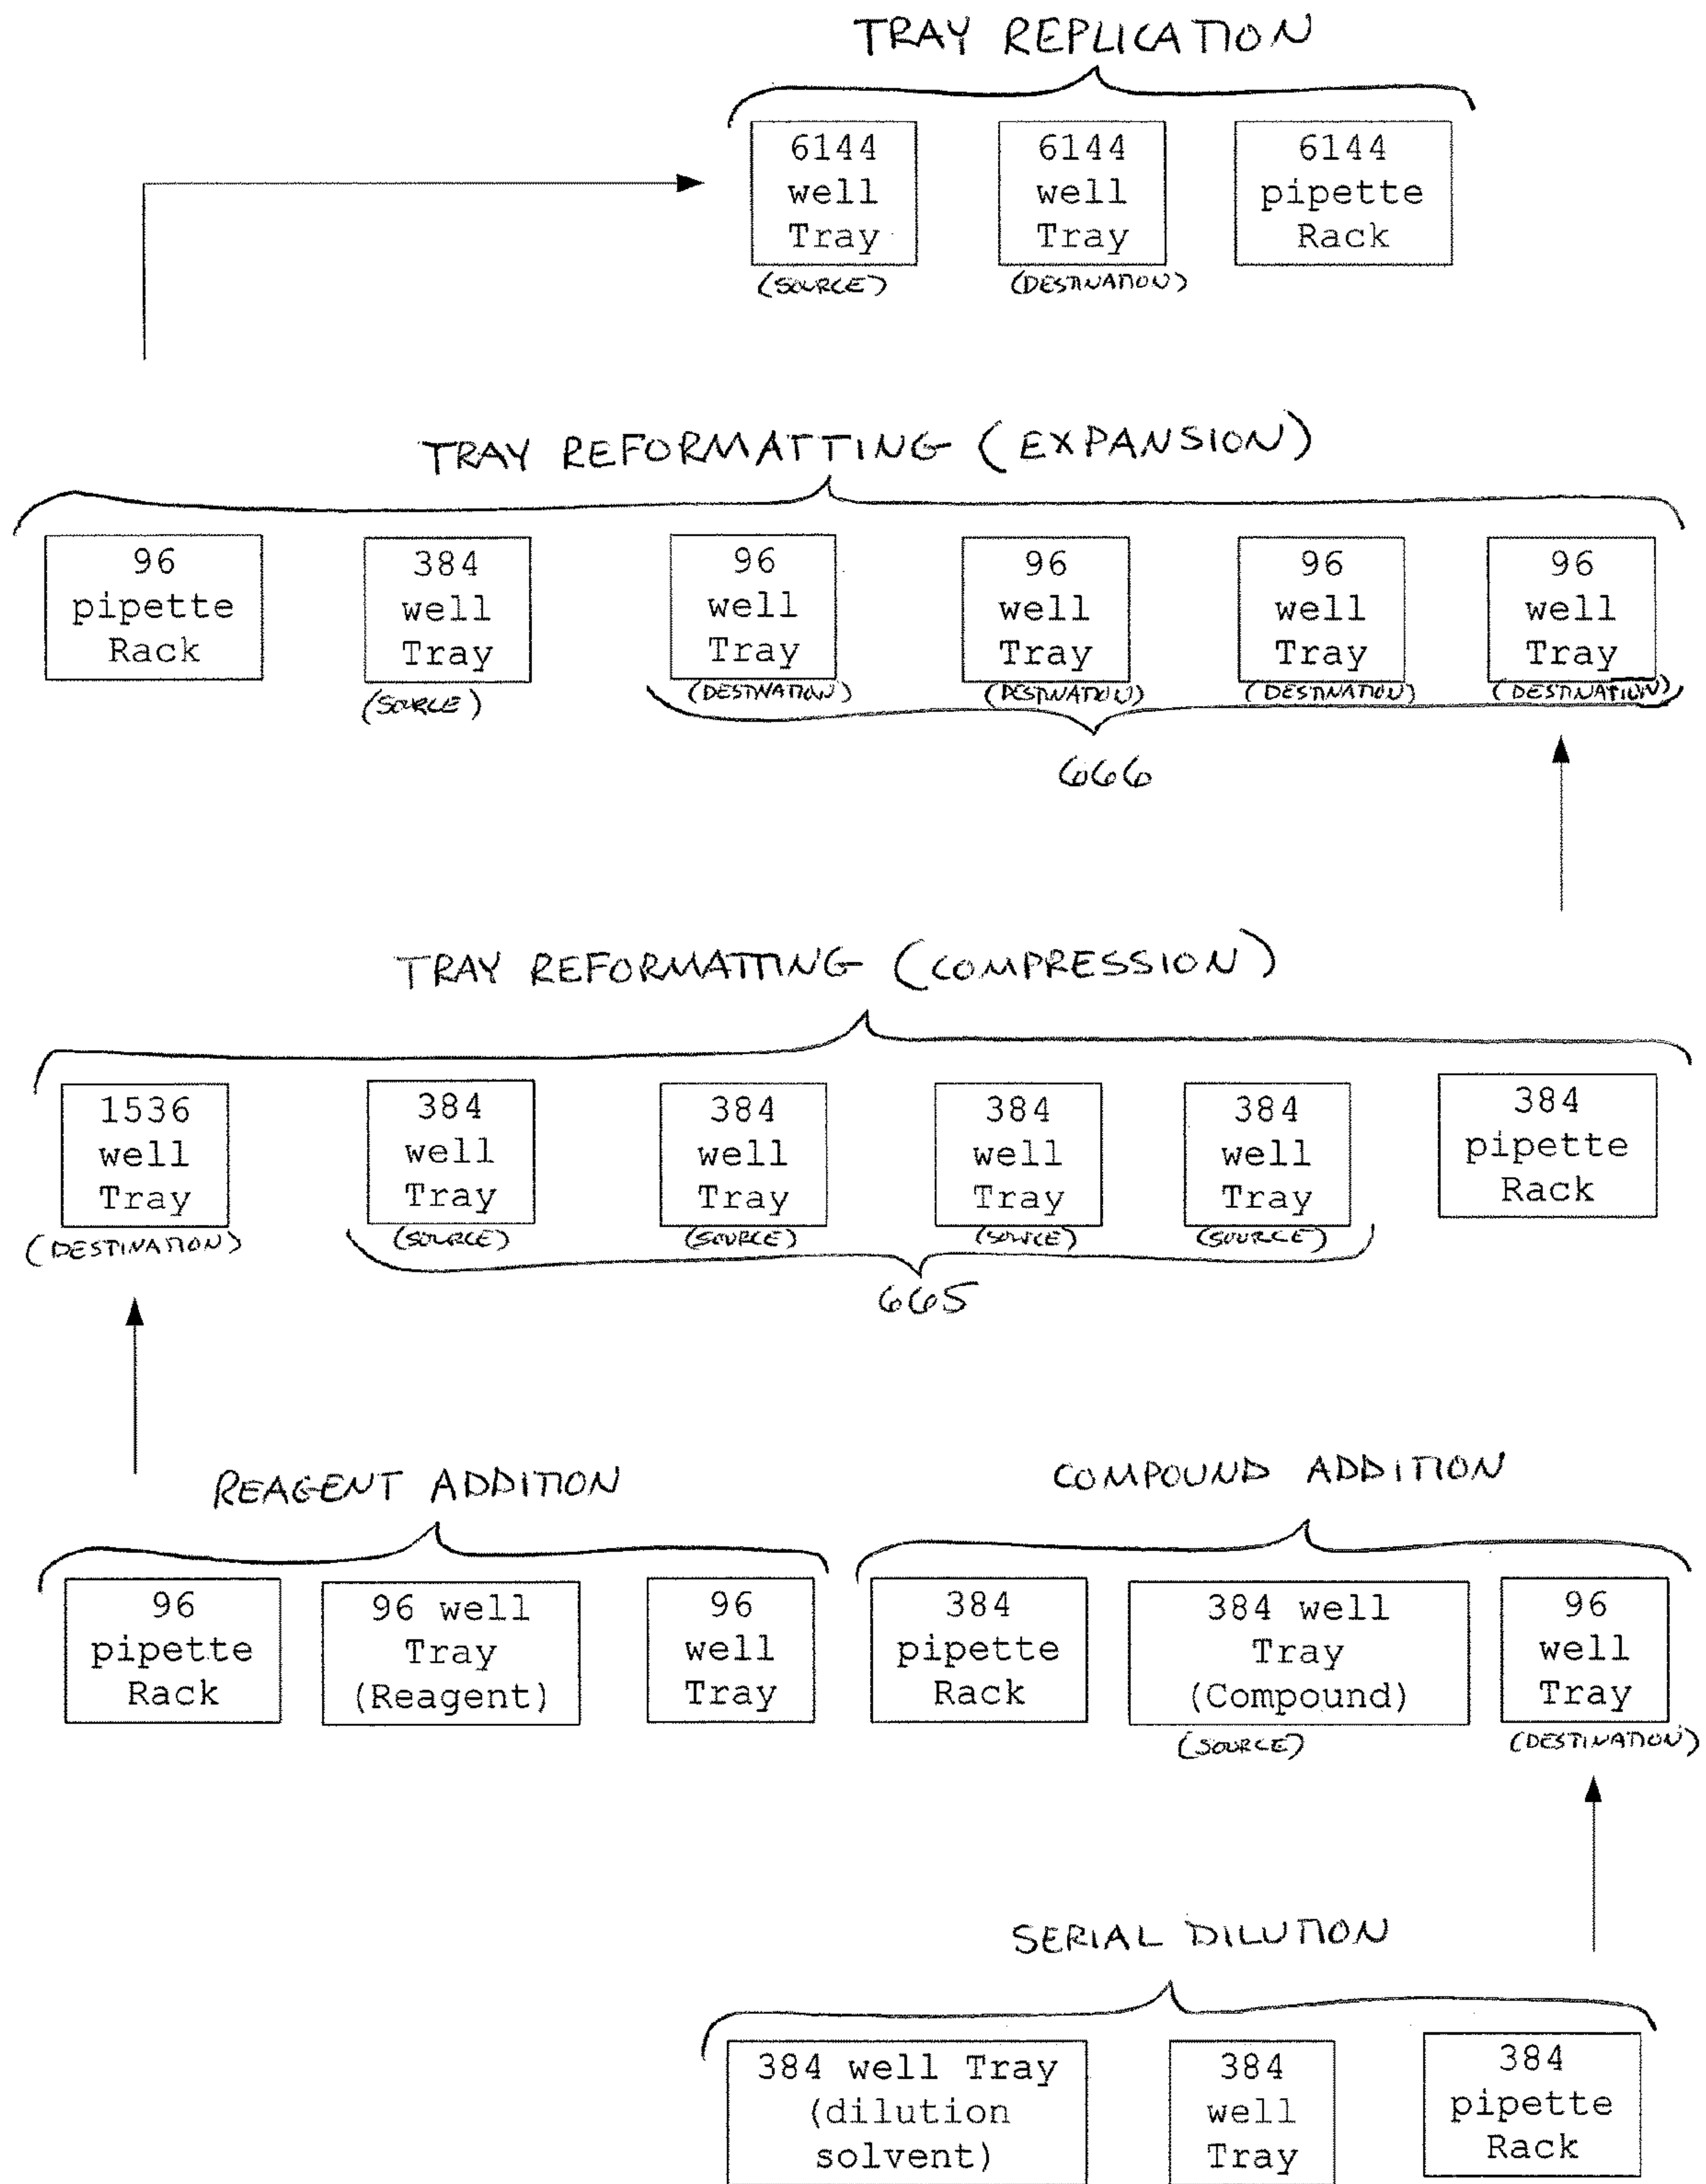 TRAY REPLICATION
6144
well
Tray
(SOURCE)
6144
well
Tray
(DESTINATION)
6144
pipette
Rack
TRAY REFORMATTING (EXPANSION)
96
pipette
Rack
384
well
Tray
(SOURCE)
96
well
Tray
(DESTINATION)
96
well
Tray
(DESTINATION)
96
well
Tray
(DESTINATION)
96
well
Tray
(DESTINATION)
666
TRAY REFORMATTING (COMPRESSION)
1536
well
Tray
(DESTINATION)
384
well
Tray
(SOURCE)
384
well
Tray
(SOURCE)
384
well
Tray
(SOURCE)
384
well
Tray
(SOURCE)
384
pipette
Rack
665
REAGENT ADDITION
96
pipette
Rack
96 well
Tray
(Reagent)
96
well
Tray
COMPOUND ADDITION
384
pipette
Rack
384 well
Tray
(Compound)
(SOURCE)
96
well
Tray
(DESTINATION)
SERIAL DILUTION
384 well Tray
(dilution
solvent)
384
well
Tray
384
pipette
Rack